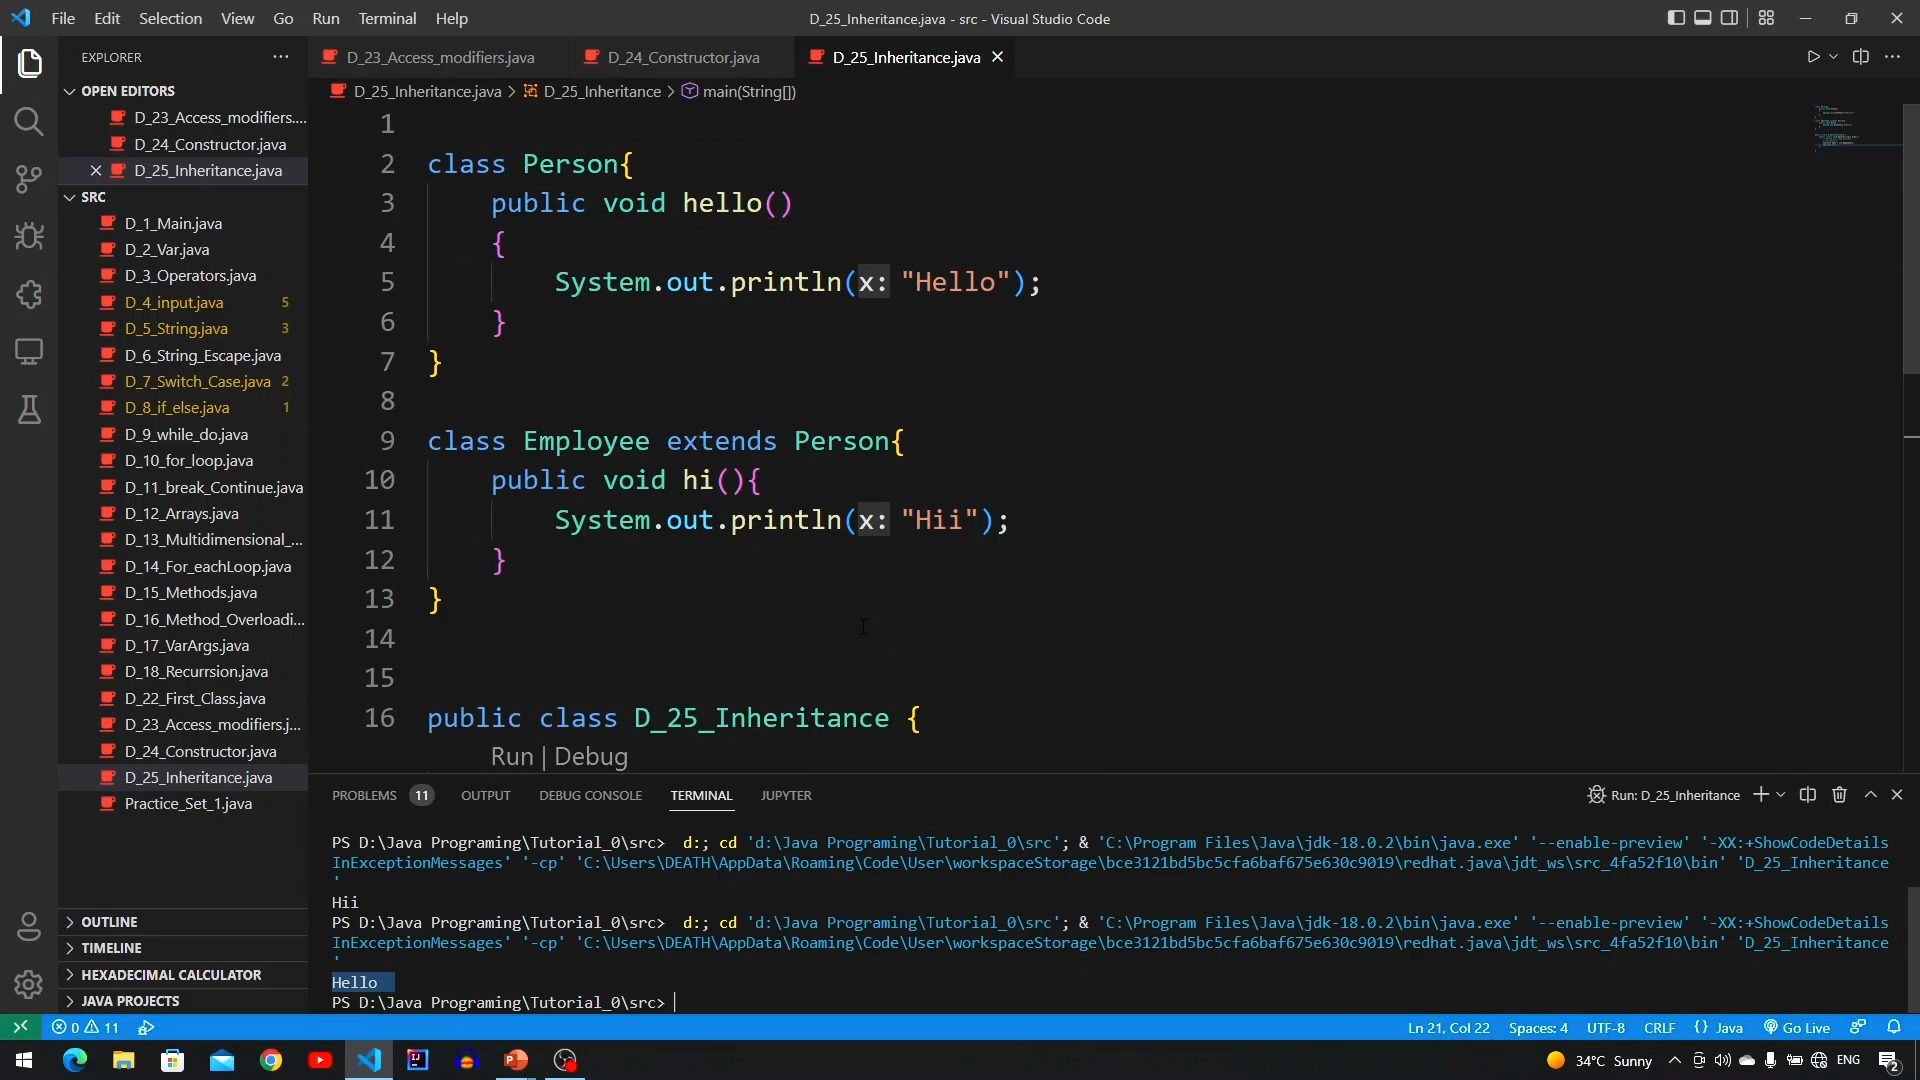 File Edit Selection View Go Run Terminal Help
D_25_Inheritance.java - src - Visual Studio Code
EXPLORER
D_23_Access_modifiers.java
D_24_Constructor.java
D_25_Inheritance.java
OPEN EDITORS
D_23_Access_modifiers....
D_24_Constructor.java
D_25_Inheritance.java
SRC
D_1_Main.java
D_2_Var.java
D_3_Operators.java
D_4_input.java 5
D_5_String.java 3
D_6_String_Escape.java
D_7_Switch_Case.java 2
D_8_if_else.java 1
D_9_while_do.java
D_10_for_loop.java
D_11_break_Continue.java
D_12_Arrays.java
D_13_Multidimensional_...
D_14_For_eachLoop.java
D_15_Methods.java
D_16_Method_Overloadi...
D_17_VarArgs.java
D_18_Recurrsion.java
D_22_First_Class.java
D_23_Access_modifiers.j...
D_24_Constructor.java
D_25_Inheritance.java
Practice_Set_1.java
OUTLINE
TIMELINE
HEXADECIMAL CALCULATOR
JAVA PROJECTS
D_25_Inheritance.java > D_25_Inheritance > main(String[])
1
2 class Person{
3 public void hello()
4 {
5 System.out.println(x: "Hello");
6 }
7 }
8
9 class Employee extends Person{
10 public void hi(){
11 System.out.println(x: "Hii");
12 }
13 }
14
15
16 public class D_25_Inheritance {
Run | Debug
PROBLEMS 11 OUTPUT DEBUG CONSOLE TERMINAL JUPYTER
Run: D_25_Inheritance
PS D:\Java Programing\Tutorial_0\src> d:; cd 'd:\Java Programing\Tutorial_0\src'; & 'C:\Program Files\Java\jdk-18.0.2\bin\java.exe' '--enable-preview' '-XX:+ShowCodeDetails
InExceptionMessages' '-cp' 'C:\Users\DEATH\AppData\Roaming\Code\User\workspaceStorage\bce3121bd5bc5cfa6baf675e630c9019\redhat.java\jdt_ws\src_4fa52f10\bin' 'D_25_Inheritance
'
Hii
PS D:\Java Programing\Tutorial_0\src> d:; cd 'd:\Java Programing\Tutorial_0\src'; & 'C:\Program Files\Java\jdk-18.0.2\bin\java.exe' '--enable-preview' '-XX:+ShowCodeDetails
InExceptionMessages' '-cp' 'C:\Users\DEATH\AppData\Roaming\Code\User\workspaceStorage\bce3121bd5bc5cfa6baf675e630c9019\redhat.java\jdt_ws\src_4fa52f10\bin' 'D_25_Inheritance
'
Hello
PS D:\Java Programing\Tutorial_0\src>
0 11
Ln 21, Col 22 Spaces: 4 UTF-8 CRLF {} Java Go Live
34°C Sunny ENG 2